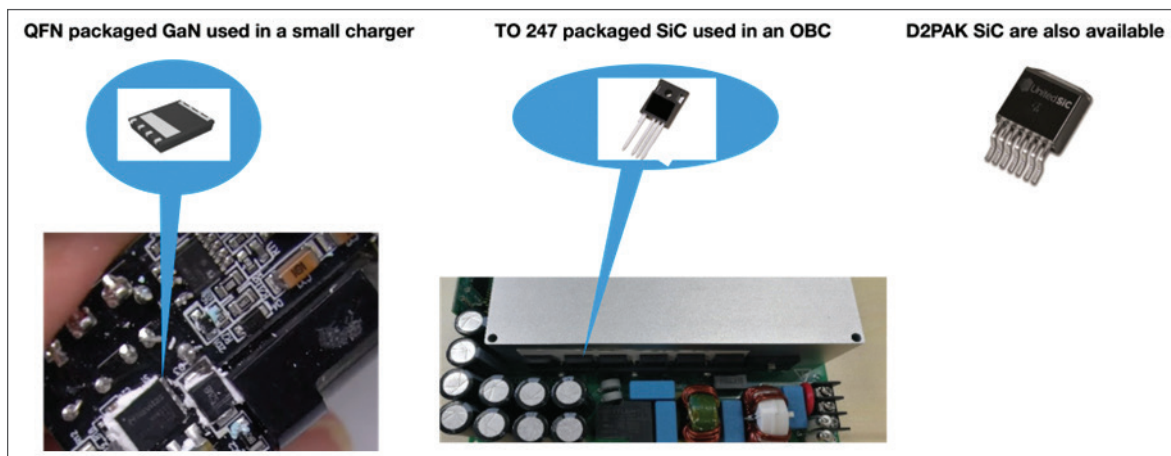 QFN packaged GaN used in a small charger
TO 247 packaged SiC used in an OBC
D2PAK SiC are also available
UnitedSiC